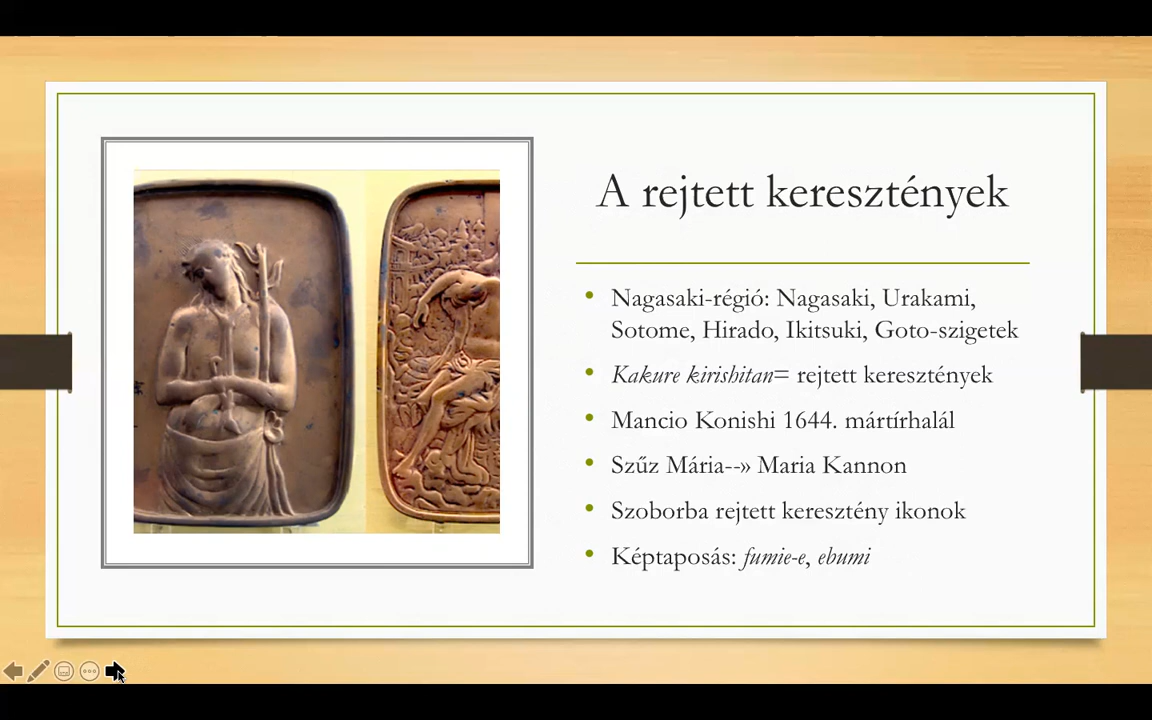 A rejtett keresztények
Nagasaki-régió: Nagasaki, Urakami,
Sotome, Hirado, Ikitsuki, Goto-szigetek
Kakure kirishitan= rejtett keresztények
Mancio Konishi 1644. mártírhalál
Szűz Mária--» Maria Kannon
Szoborba rejtett keresztény ikonok
Képtaposás: fumie-e, ebumi